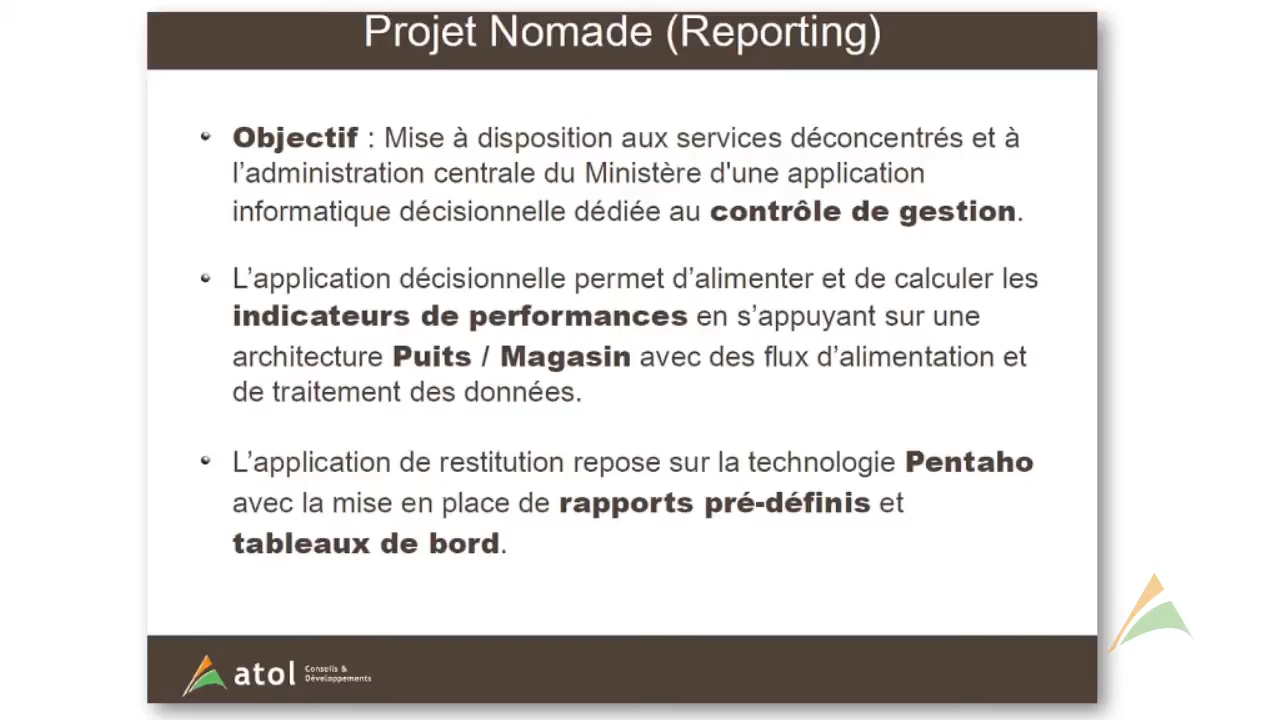 Projet Nomade (Reporting)
Objectif : Mise à disposition aux services déconcentrés et à
l’administration centrale du Ministère d'une application
informatique décisionnelle dédiée au contrôle de gestion.
L’application décisionnelle permet d’alimenter et de calculer les
indicateurs de performances en s’appuyant sur une
architecture Puits / Magasin avec des flux d’alimentation et
de traitement des données.
L’application de restitution repose sur la technologie Pentaho
avec la mise en place de rapports pré-définis et
tableaux de bord.
atol Conseils &
Développements